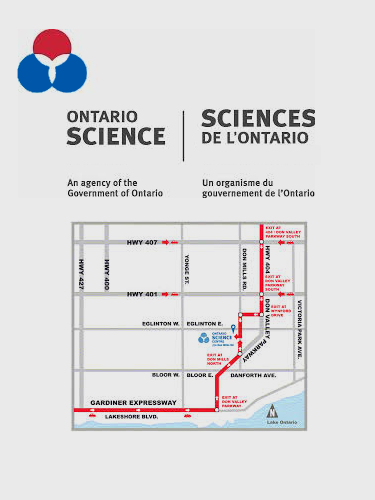 ONTARIO
SCIENCE
SCIENCES
DE L'ONTARIO
An agency of the
Government of Ontario
Un organisme du
gouvernement de l'Ontario
EXIT AT
404 / DON VALLEY
PARKWAY SOUTH
HWY 407
HWY 427
HWY 400
YONGE ST.
DON MILLS RD.
HWY 404
EXIT AT
DON VALLEY
PARKWAY
SOUTH
HWY 401
EXIT AT
WYNFORD
DRIVE
VICTORIA PARK AVE.
EGLINTON W.
EGLINTON E.
ONTARIO
SCIENCE
CENTRE
DON VALLEY PARKWAY
EXIT AT
DON MILLS
NORTH
BLOOR W.
BLOOR E.
DANFORTH AVE.
EXIT AT
DON VALLEY
PARKWAY
GARDINER EXPRESSWAY
LAKESHORE BLVD.
N
Lake Ontario